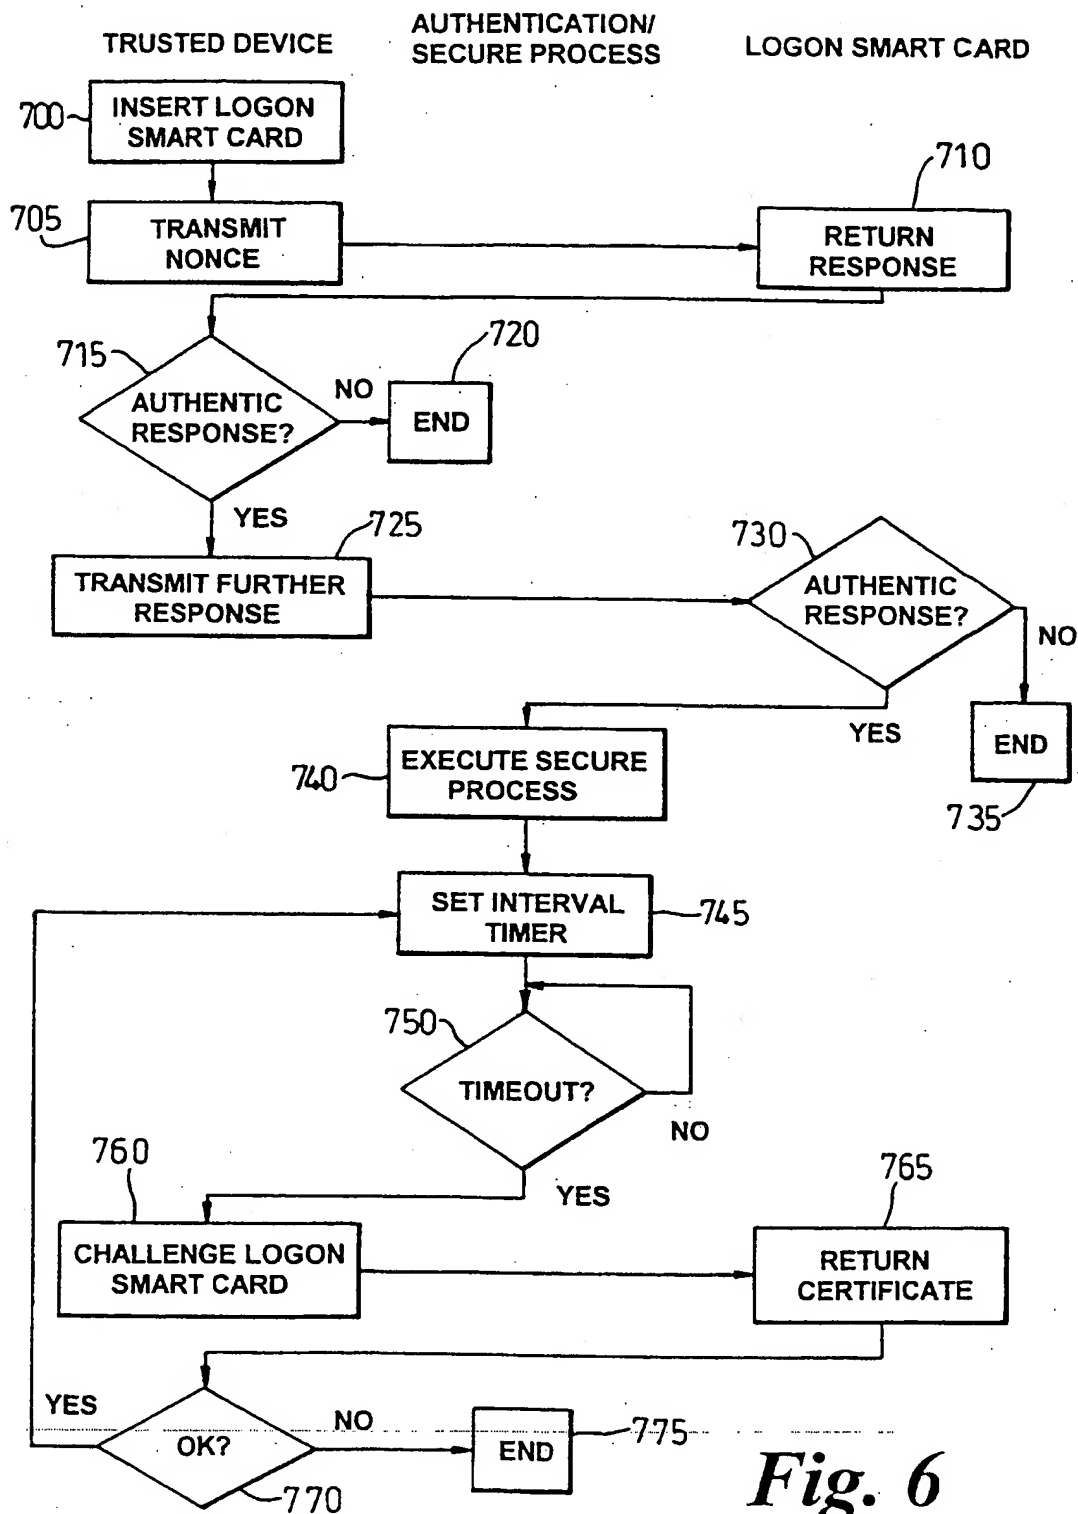 TRUSTED DEVICE
AUTHENTICATION/
SECURE PROCESS
LOGON SMART CARD
700
INSERT LOGON
SMART CARD
705
TRANSMIT
NONCE
710
RETURN
RESPONSE
715
AUTHENTIC
RESPONSE?
NO
720
END
YES
725
TRANSMIT FURTHER
RESPONSE
730
AUTHENTIC
RESPONSE?
NO
YES
END
735
740
EXECUTE SECURE
PROCESS
SET INTERVAL
TIMER
745
750
TIMEOUT?
NO
YES
760
CHALLENGE LOGON
SMART CARD
765
RETURN
CERTIFICATE
YES
OK?
NO
END
775
770
Fig. 6